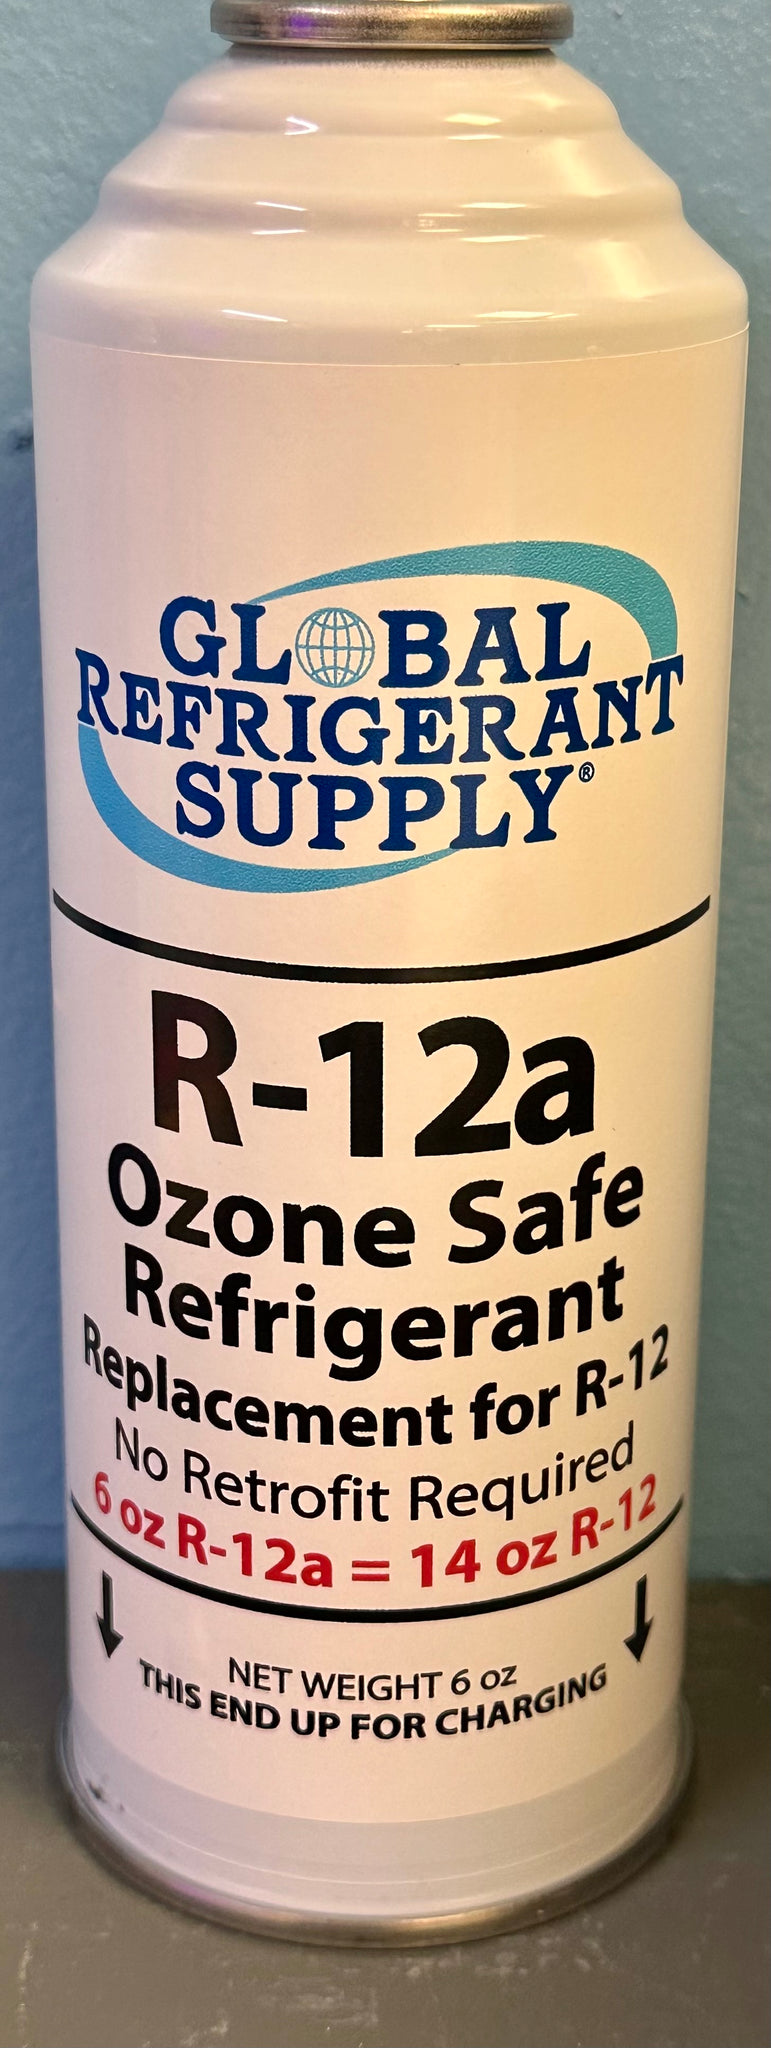 GLOBAL
REFRIGERANT
SUPPLY®
R-12a
Ozone Safe
Refrigerant
Replacement for R-12
No Retrofit Required
6 oz R-12a = 14 oz R-12
NET WEIGHT 6 oz
THIS END UP FOR CHARGING